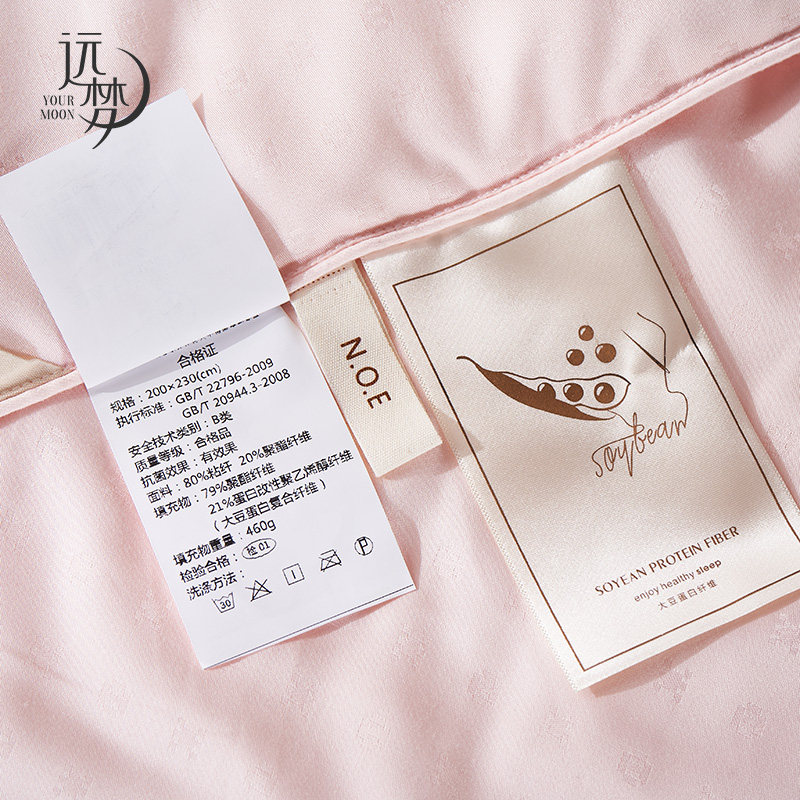 远梦
YOUR
MOON
合格证
规格：200×230(cm)
执行标准：GB/T 22796-2009
GB/T 20944.3-2008
安全技术类别：B类
质量等级：合格品
抗菌效果：有效果
面料：80%粘纤 20%聚酯纤维
填充物：79%聚酯纤维
21%蛋白改性聚乙烯醇纤维
（大豆蛋白复合纤维）
填充物重量：460g
检验合格：检 01
洗涤方法：
30
P
N.O.E
soybean
SOYEAN PROTEIN FIBER
enjoy healthy sleep
大豆蛋白纤维